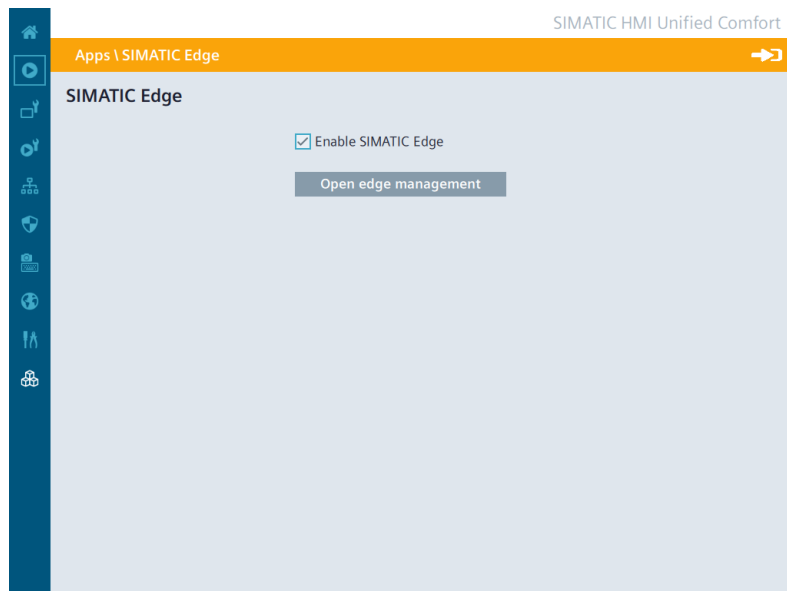 SIMATIC HMI Unified Comfort
Apps \ SIMATIC Edge
SIMATIC Edge
Enable SIMATIC Edge
Open edge management